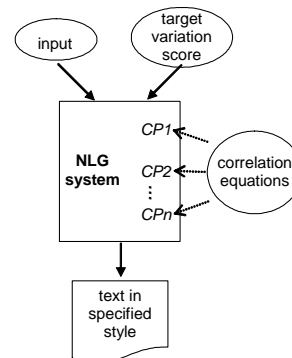 input
target
variation
score
CP1
NLG
system
CP2
⋮
CPn
correlation
equations
text in
specified
style